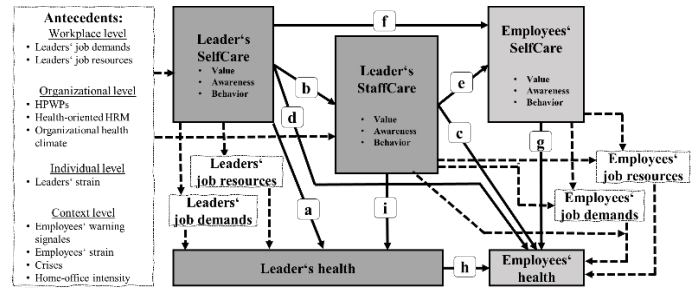 Antecedents:
Workplace level
• Leaders' job demands
• Leaders' job resources
Organizational level
• HPWPs
• Health-oriented HRM
• Organizational health
climate
Individual level
• Leaders' strain
Context level
• Employees' warning
signales
• Employees' strain
• Crises
• Home-office intensity
Leader's
SelfCare
• Value
• Awareness
• Behavior
f
Employees'
SelfCare
• Value
• Awareness
• Behavior
Leader's
StaffCare
• Value
• Awareness
• Behavior
b
e
d
c
g
Leaders'
job resources
Leaders'
job demands
a
i
Employees'
job resources
Employees'
job demands
Leader's health
h
Employees'
health